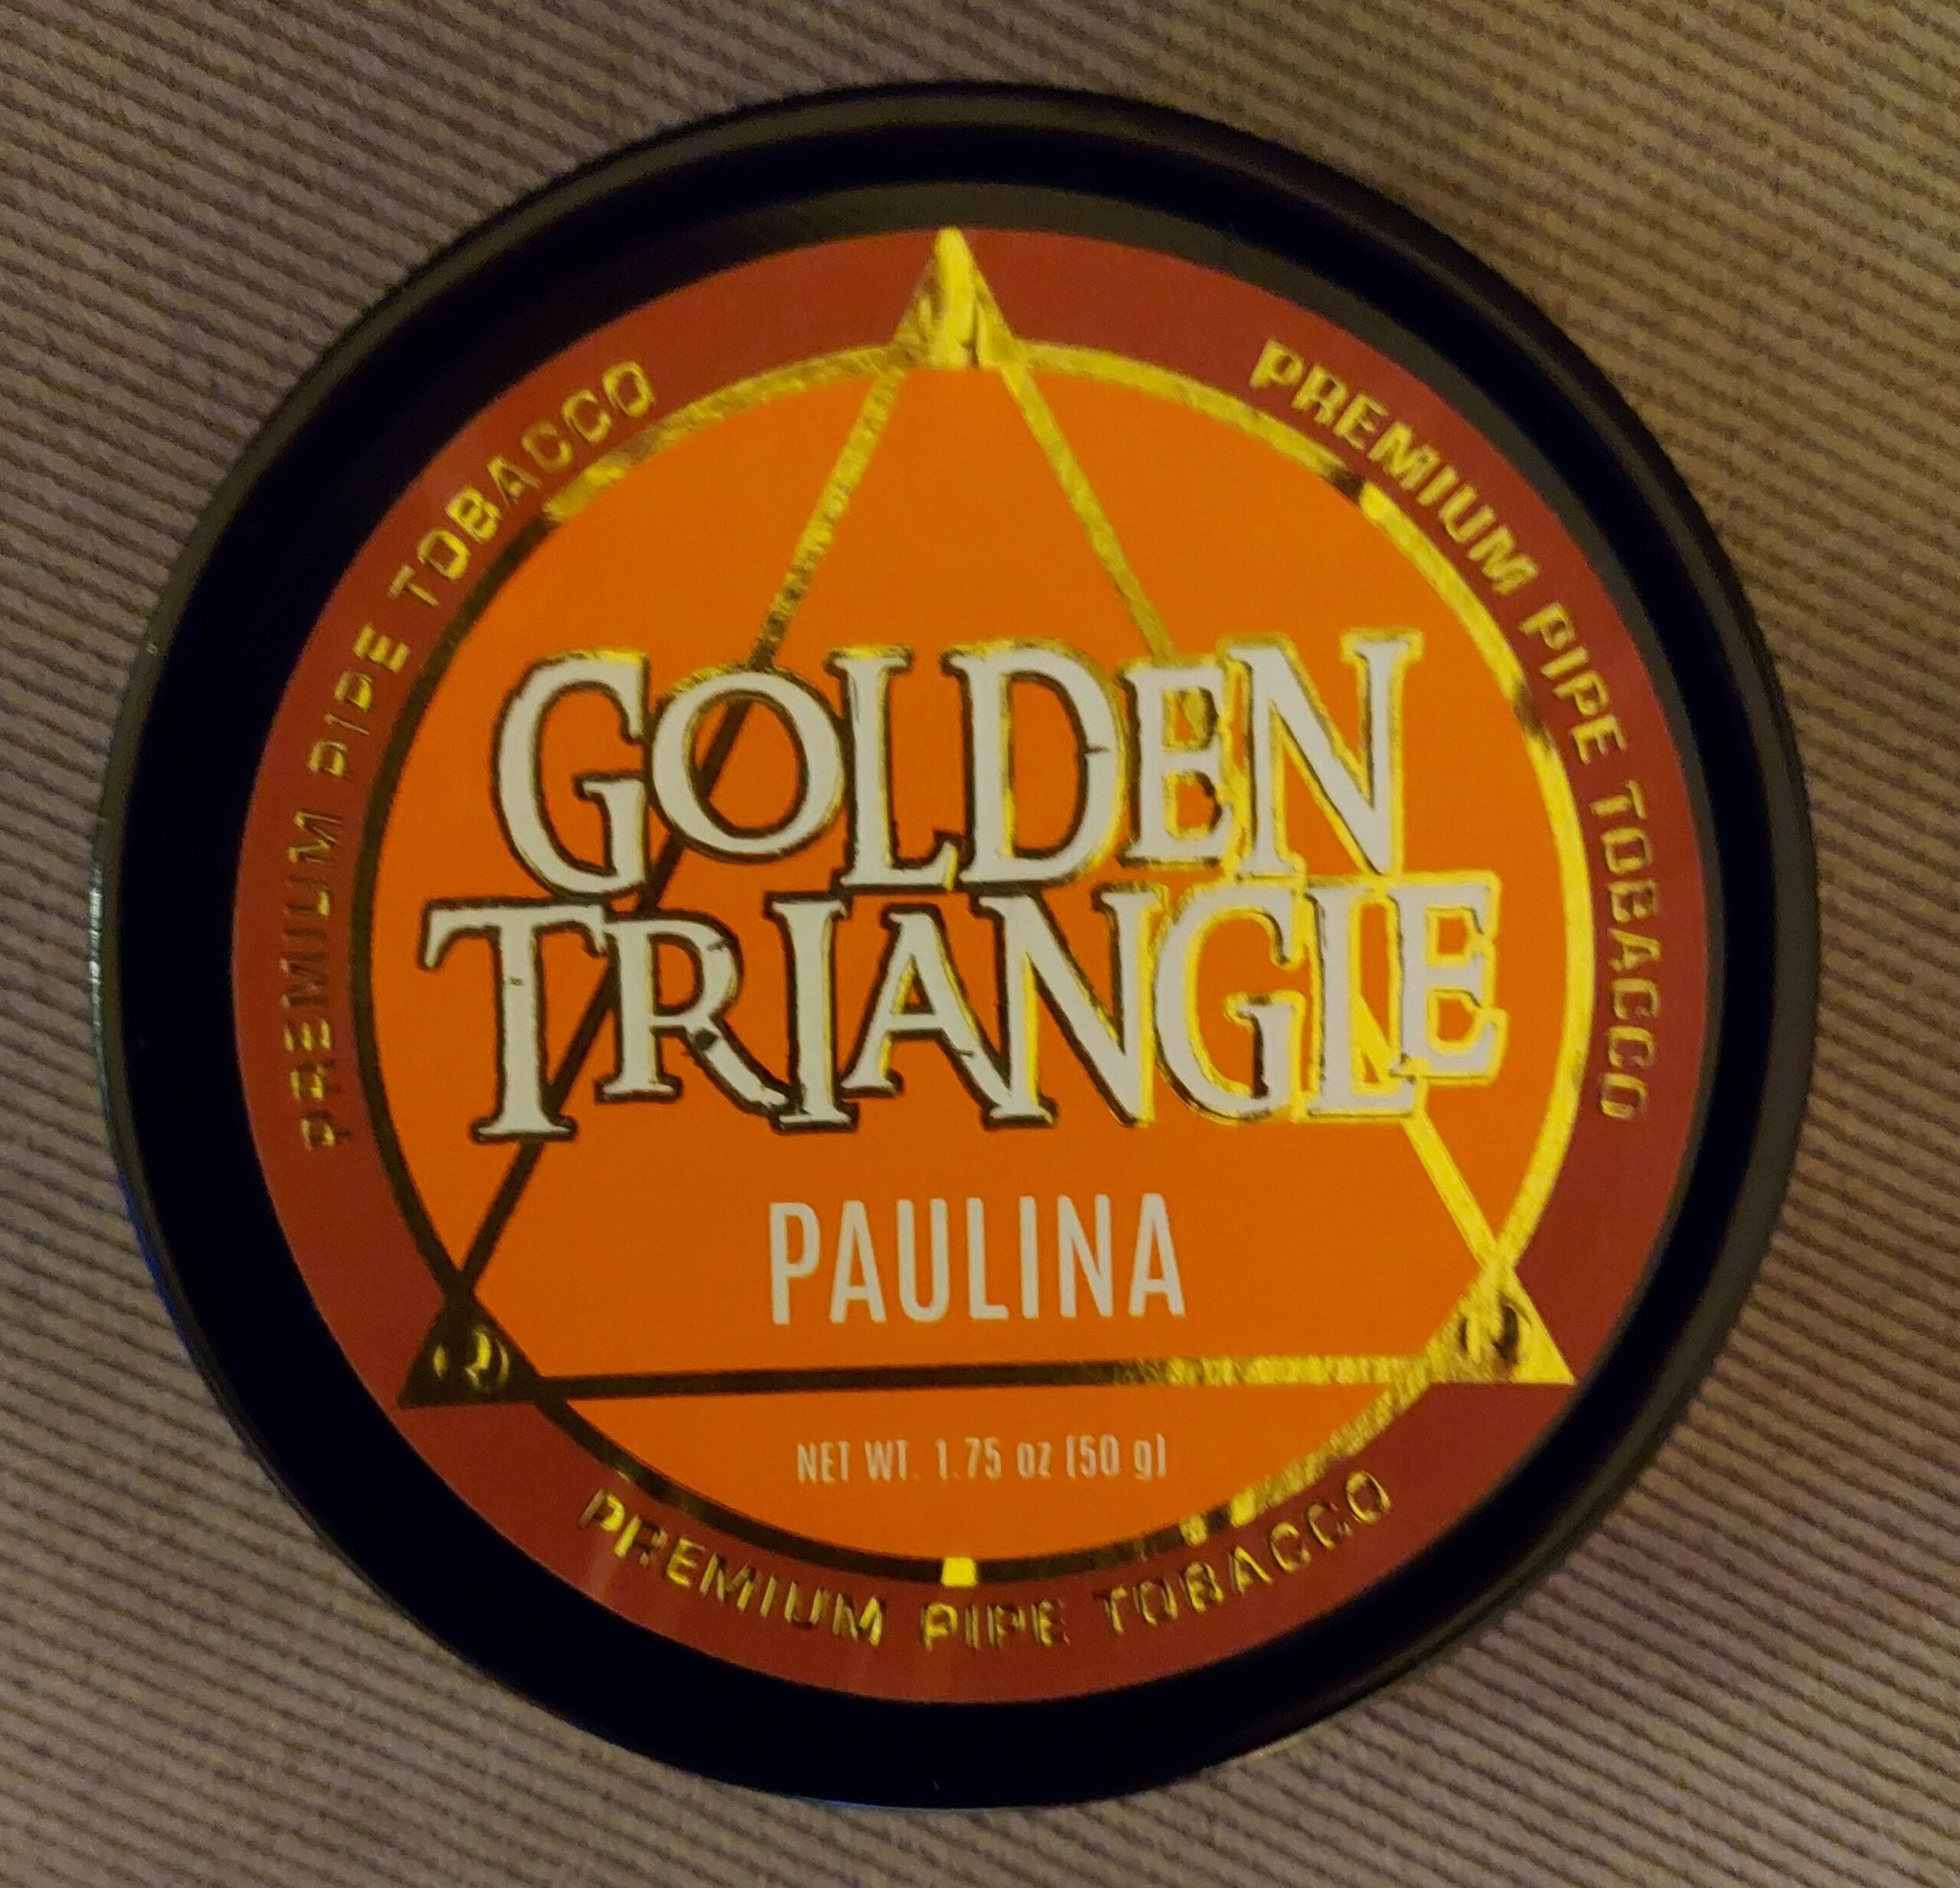 PREMIUM PIPE TOBACCO
PREMIUM PIPE TOBACCO
GOLDEN
TRIANGLE
PAULINA
NET WT. 1.75 oz (50 g)
PREMIUM PIPE TOBACCO